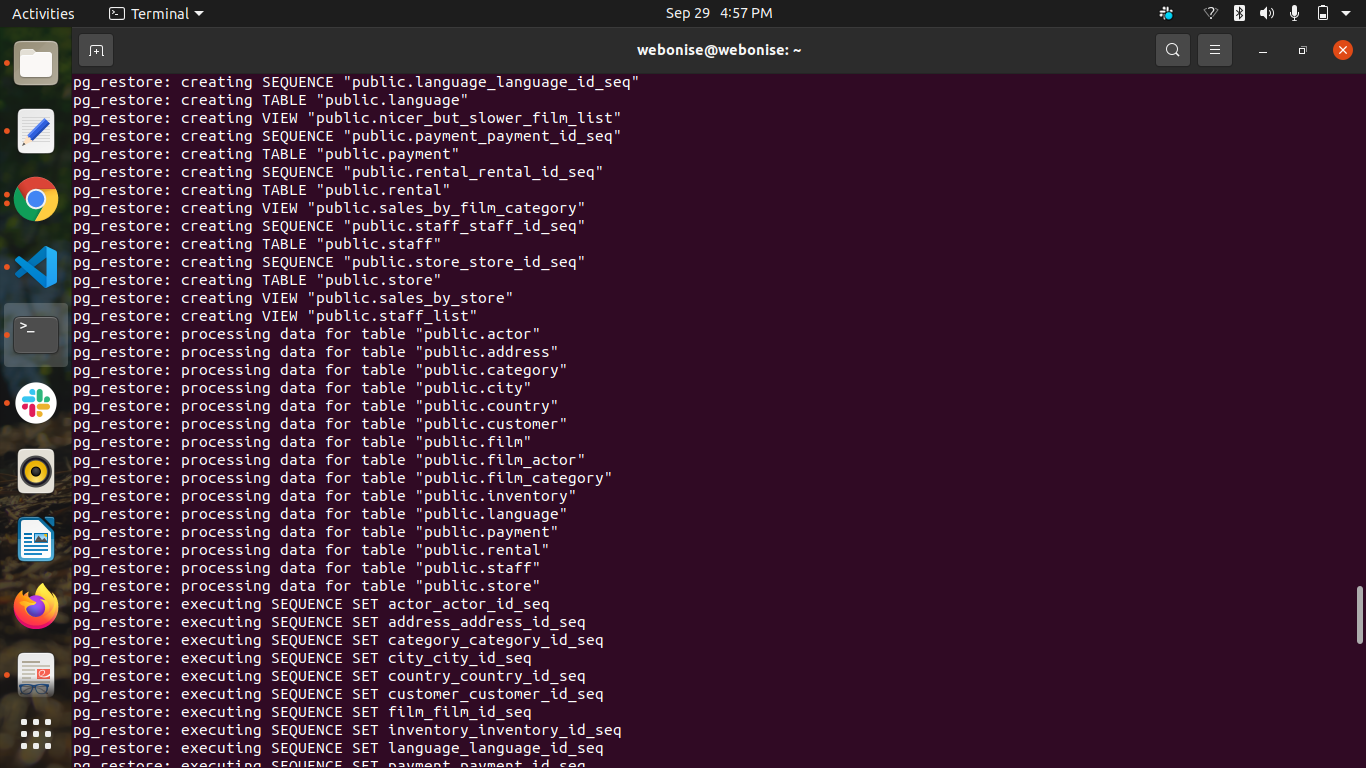 Activities
Terminal
Sep 29 4:57 PM
webonise@webonise: ~
pg_restore: creating SEQUENCE "public.language_language_id_seq"
pg_restore: creating TABLE "public.language"
pg_restore: creating VIEW "public.nicer_but_slower_film_list"
pg_restore: creating SEQUENCE "public.payment_payment_id_seq"
pg_restore: creating TABLE "public.payment"
pg_restore: creating SEQUENCE "public.rental_rental_id_seq"
pg_restore: creating TABLE "public.rental"
pg_restore: creating VIEW "public.sales_by_film_category"
pg_restore: creating SEQUENCE "public.staff_staff_id_seq"
pg_restore: creating TABLE "public.staff"
pg_restore: creating SEQUENCE "public.store_store_id_seq"
pg_restore: creating TABLE "public.store"
pg_restore: creating VIEW "public.sales_by_store"
pg_restore: creating VIEW "public.staff_list"
pg_restore: processing data for table "public.actor"
pg_restore: processing data for table "public.address"
pg_restore: processing data for table "public.category"
pg_restore: processing data for table "public.city"
pg_restore: processing data for table "public.country"
pg_restore: processing data for table "public.customer"
pg_restore: processing data for table "public.film"
pg_restore: processing data for table "public.film_actor"
pg_restore: processing data for table "public.film_category"
pg_restore: processing data for table "public.inventory"
pg_restore: processing data for table "public.language"
pg_restore: processing data for table "public.payment"
pg_restore: processing data for table "public.rental"
pg_restore: processing data for table "public.staff"
pg_restore: processing data for table "public.store"
pg_restore: executing SEQUENCE SET actor_actor_id_seq
pg_restore: executing SEQUENCE SET address_address_id_seq
pg_restore: executing SEQUENCE SET category_category_id_seq
pg_restore: executing SEQUENCE SET city_city_id_seq
pg_restore: executing SEQUENCE SET country_country_id_seq
pg_restore: executing SEQUENCE SET customer_customer_id_seq
pg_restore: executing SEQUENCE SET film_film_id_seq
pg_restore: executing SEQUENCE SET inventory_inventory_id_seq
pg_restore: executing SEQUENCE SET language_language_id_seq
pg_restore: executing SEQUENCE SET payment_payment_id_seq